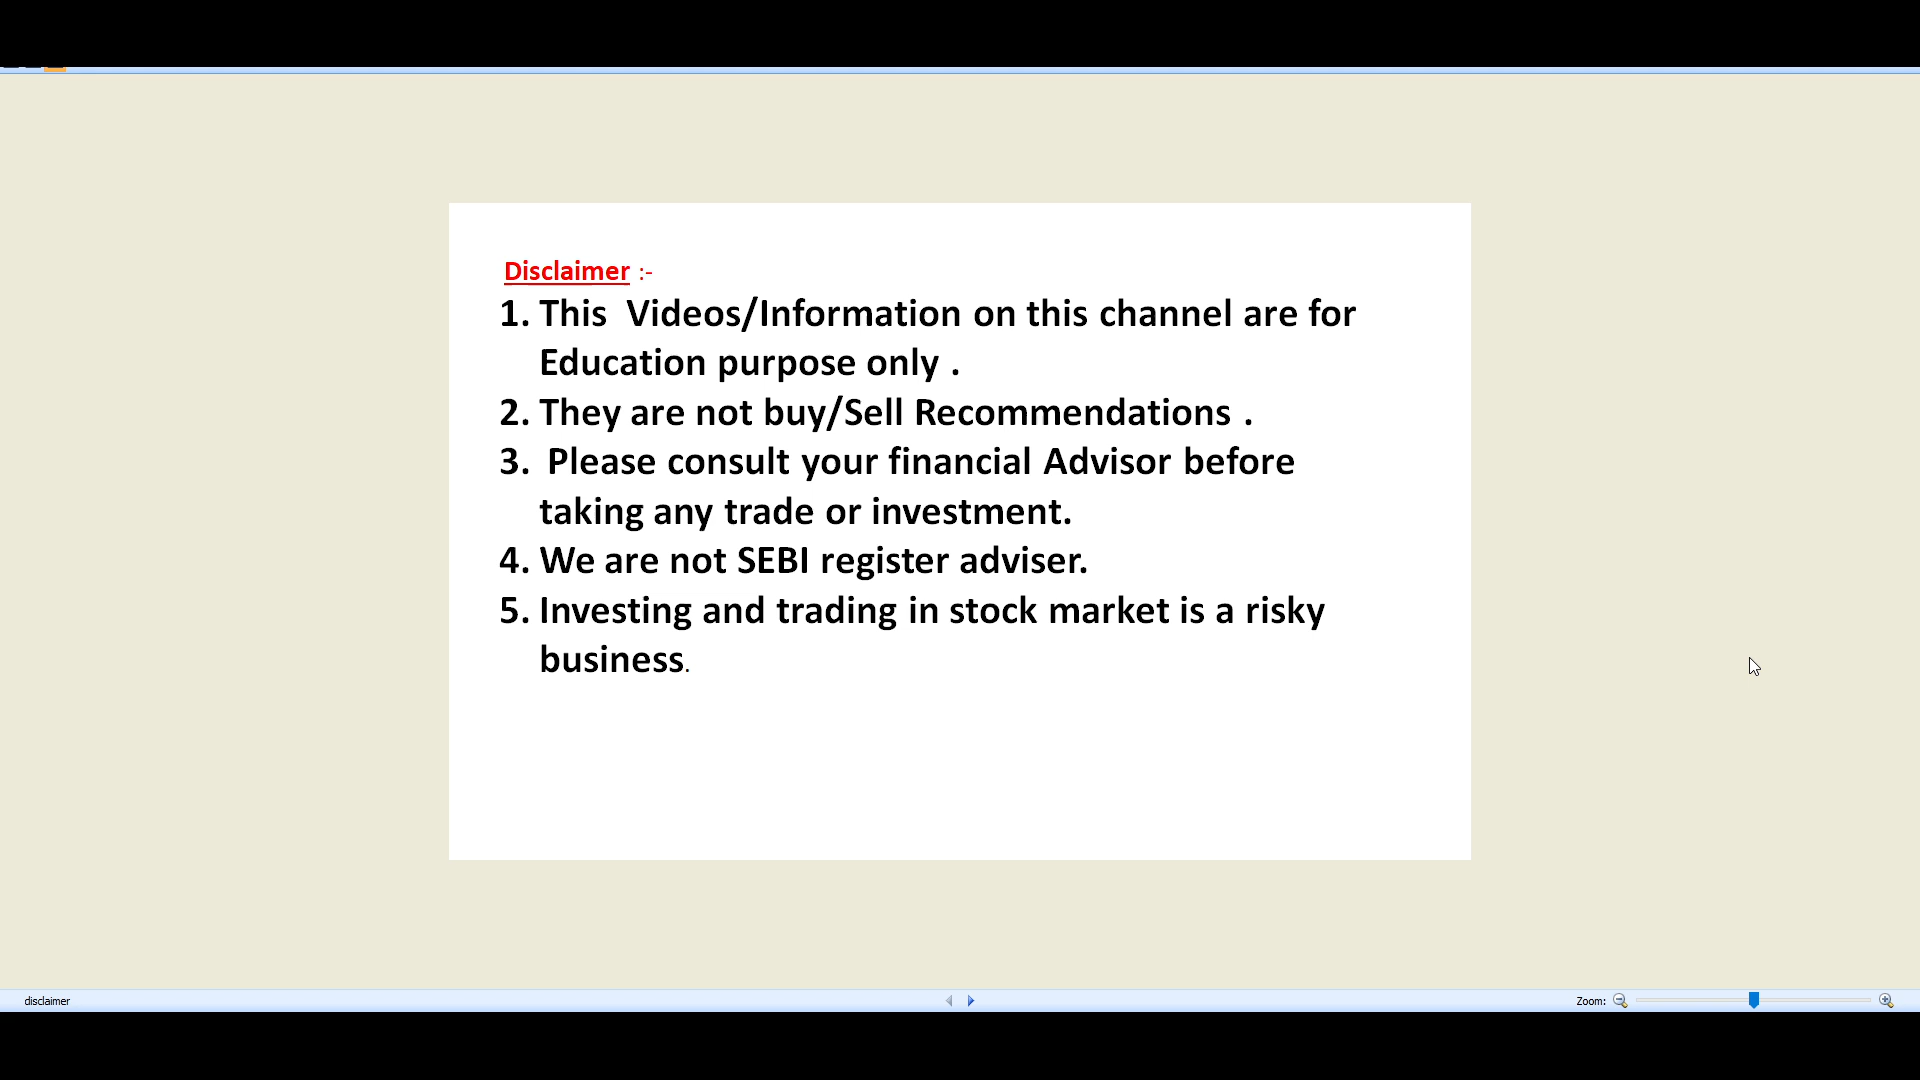 Disclaimer :-
1. This  Videos/Information on this channel are for
Education purpose only .
2. They are not buy/Sell Recommendations .
3.  Please consult your financial Advisor before
taking any trade or investment.
4. We are not SEBI register adviser.
5. Investing and trading in stock market is a risky
business.
disclaimer
Zoom: